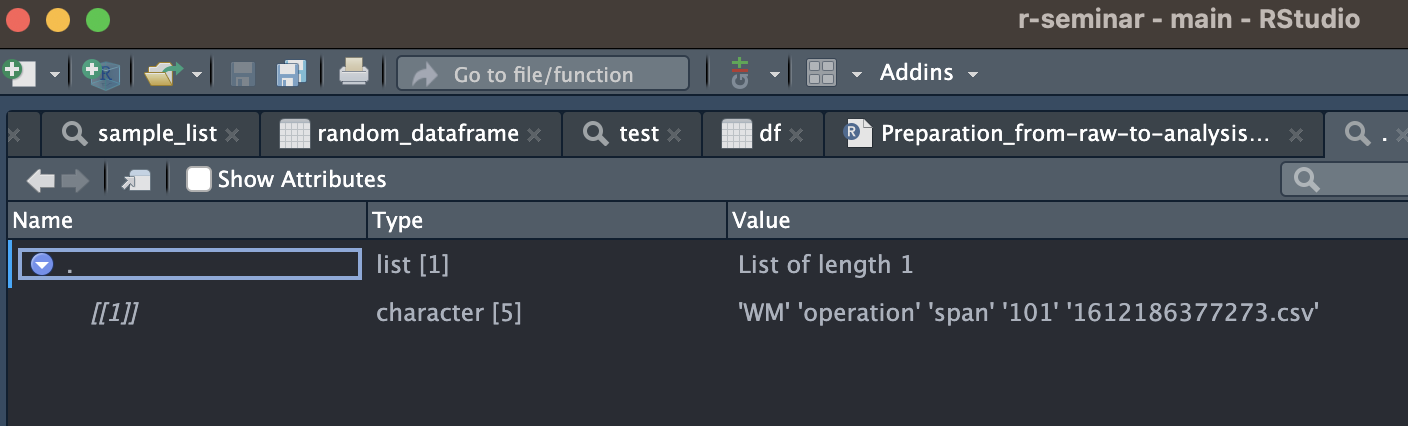 r-seminar - main - RStudio
Go to file/function Addins
sample_list random_dataframe test df Preparation_from-raw-to-analysis... .
Show Attributes
Name Type Value
. list [1] List of length 1
[[1]] character [5] 'WM' 'operation' 'span' '101' '1612186377273.csv'